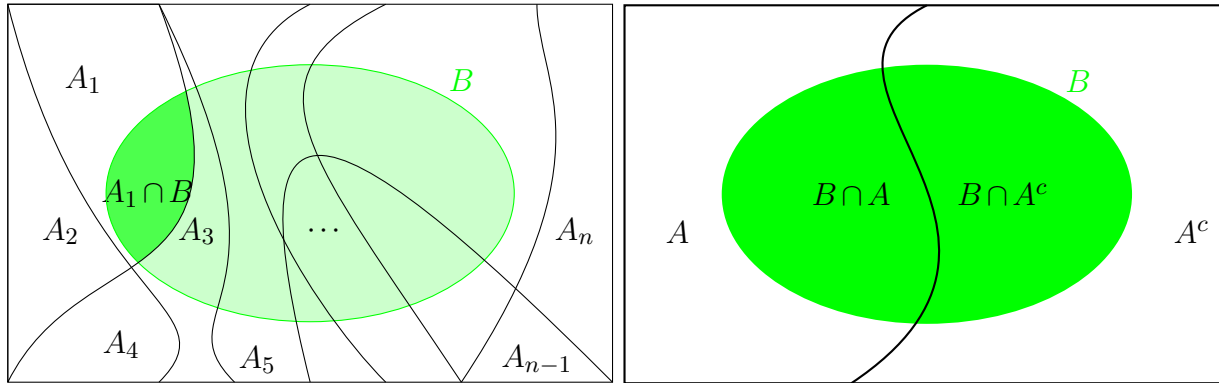 A_1
B
A_1 ∩ B
A_2
A_3
⋯
A_n
A_4
A_5
A_{n−1}
B
B ∩ A
B ∩ A^c
A
A^c